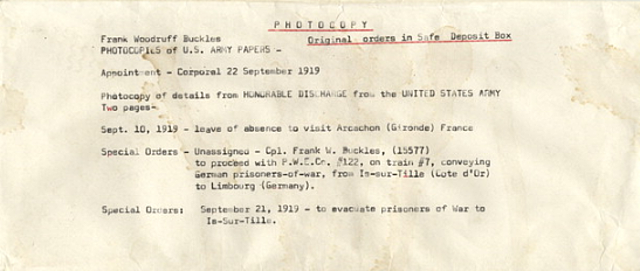 PHOTOCOPY
Frank Woodruff Buckles Original orders in Safe Deposit Box
PHOTOCOPIES of U.S. ARMY PAPERS -
Appointment - Corporal 22 September 1919
Photocopy of details from HONORABLE DISCHARGE from the UNITED STATES ARMY
Two pages-
Sept. 10, 1919 - leave of absence to visit Arcachon (Gironde) France
Special Orders - Unassigned - Cpl. Frank W. Buckles, (15577)
to proceed with P.W.E.Co. #122, on train #7, conveying
German prisoners-of-war, from Is-sur-Tille (Cote d'Or)
to Limbourg (Germany).
Special Orders: September 21, 1919 - to evacuate prisoners of War to
Is-Sur-Tille.